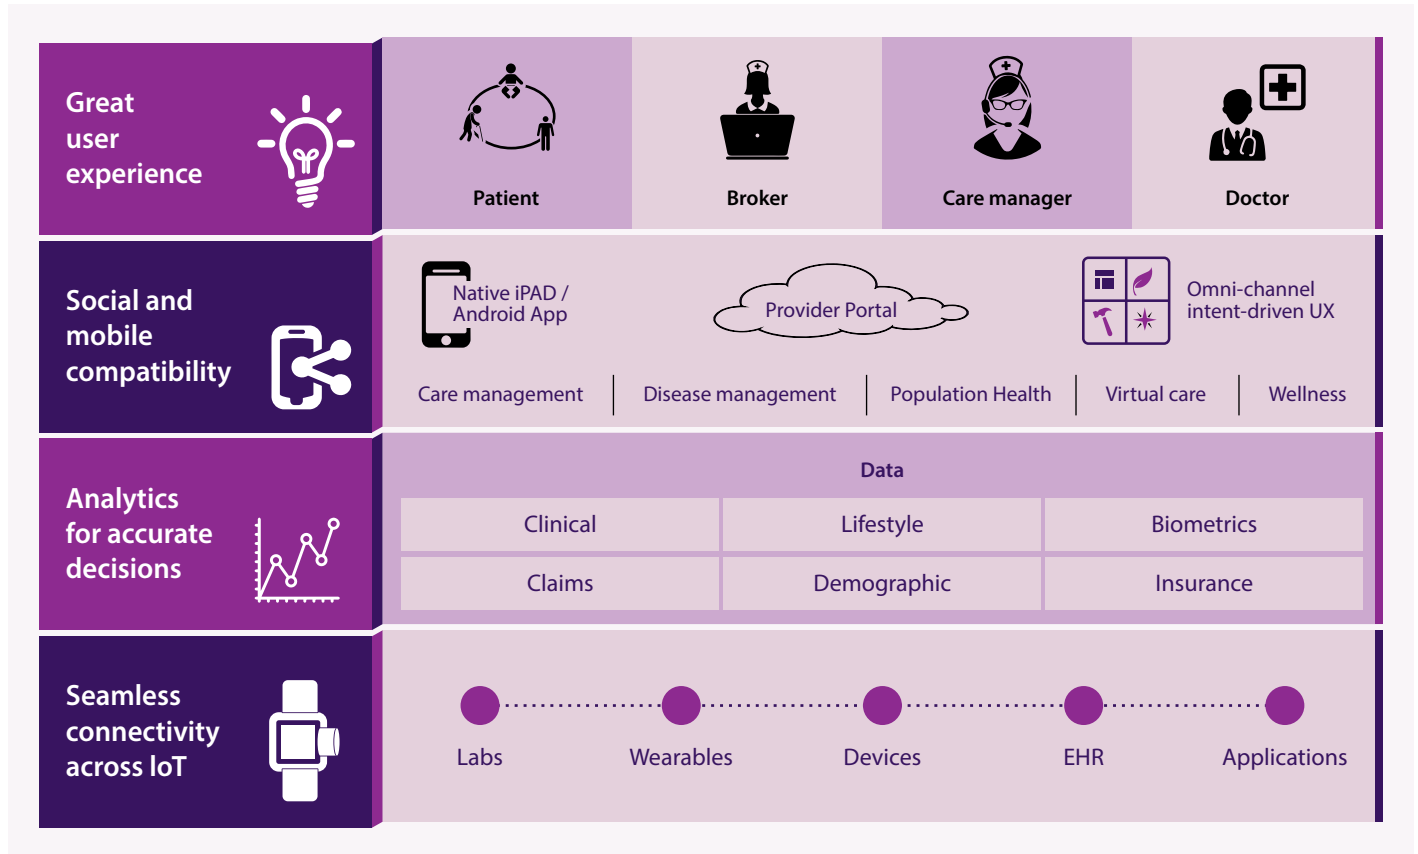 Great
user
experience
Patient
Broker
Care manager
Doctor
Social and
mobile
compatibility
Native iPAD /
Android App
Provider Portal
Omni-channel
intent-driven UX
Care management
Disease management
Population Health
Virtual care
Wellness
Analytics
for accurate
decisions
Data
Clinical
Lifestyle
Biometrics
Claims
Demographic
Insurance
Seamless
connectivity
across IoT
Labs
Wearables
Devices
EHR
Applications